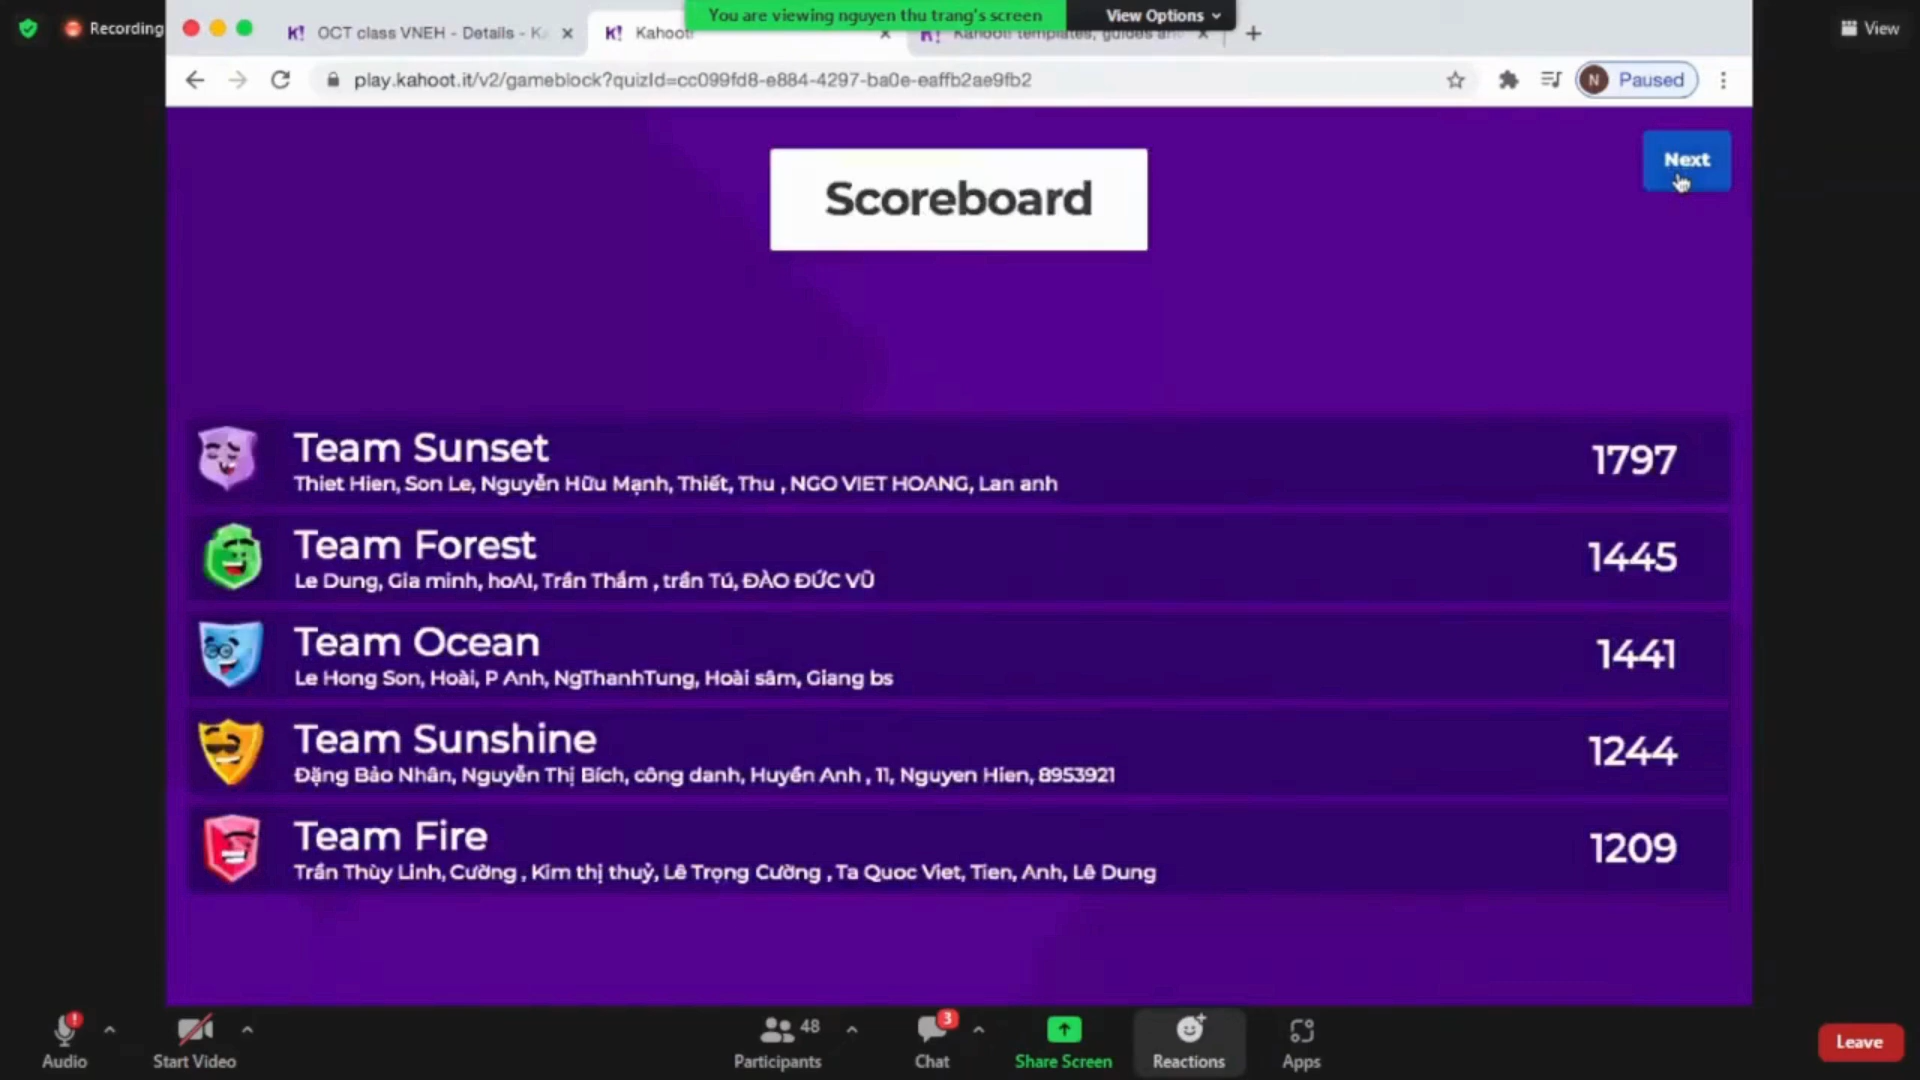 Recording
You are viewing nguyen thu trang's screen
View Options
View
K! OCT class VNEH - Details - Ka
K! Kahoot!
K! Kahoot! templates, guides and
play.kahoot.it/v2/gameblock?quizId=cc099fd8-e884-4297-ba0e-eaffb2ae9fb2
N Paused
Scoreboard
Next
Team Sunset
1797
Thiet Hien, Son Le, Nguyễn Hữu Mạnh, Thiết, Thu , NGO VIET HOANG, Lan anh
Team Forest
1445
Le Dung, Gia minh, hoAI, Trần Thắm , trần Tú, ĐÀO ĐỨC VŨ
Team Ocean
1441
Le Hong Son, Hoài, P Anh, NgThanhTung, Hoài sâm, Giang bs
Team Sunshine
1244
Đặng Bảo Nhân, Nguyễn Thị Bích, công danh, Huyền Anh , 11, Nguyen Hien, 8953921
Team Fire
1209
Trần Thùy Linh, Cường , Kim thị thuỷ, Lê Trọng Cường , Ta Quoc Viet, Tien, Anh, Lê Dung
Audio
Start Video
48
Participants
3
Chat
Share Screen
Reactions
Apps
Leave